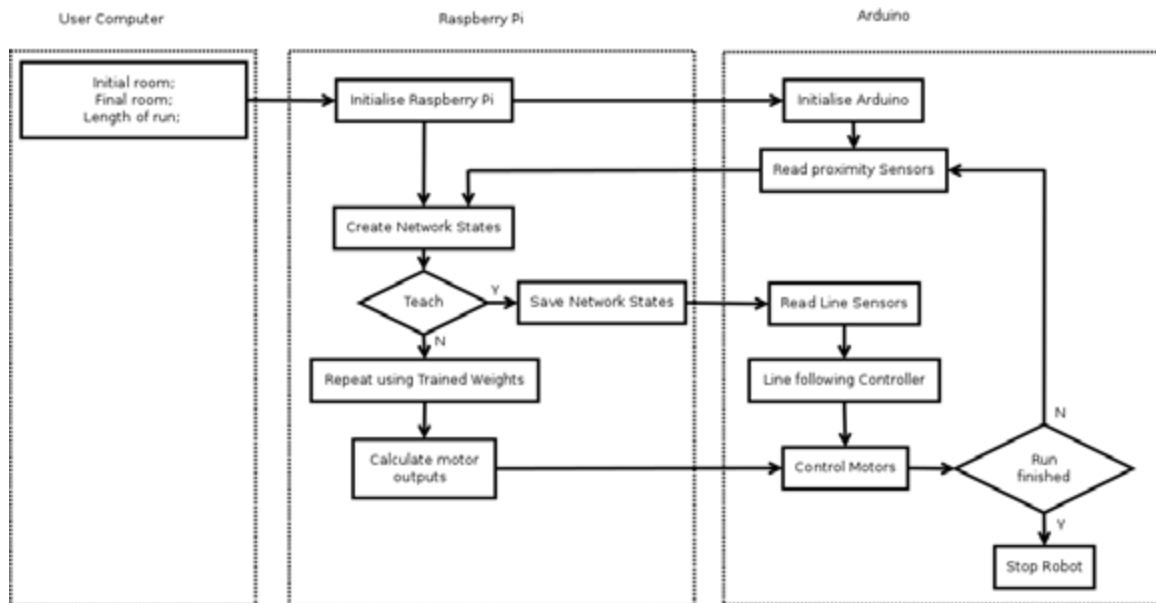 User Computer
Raspberry Pi
Arduino
Initial room;
Final room;
Length of run;
Initialise Raspberry Pi
Initialise Arduino
Read proximity Sensors
Create Network States
Teach
Y
Save Network States
Read Line Sensors
N
Repeat using Trained Weights
Line following Controller
Calculate motor
outputs
Control Motors
N
Run
finished
Y
Stop Robot